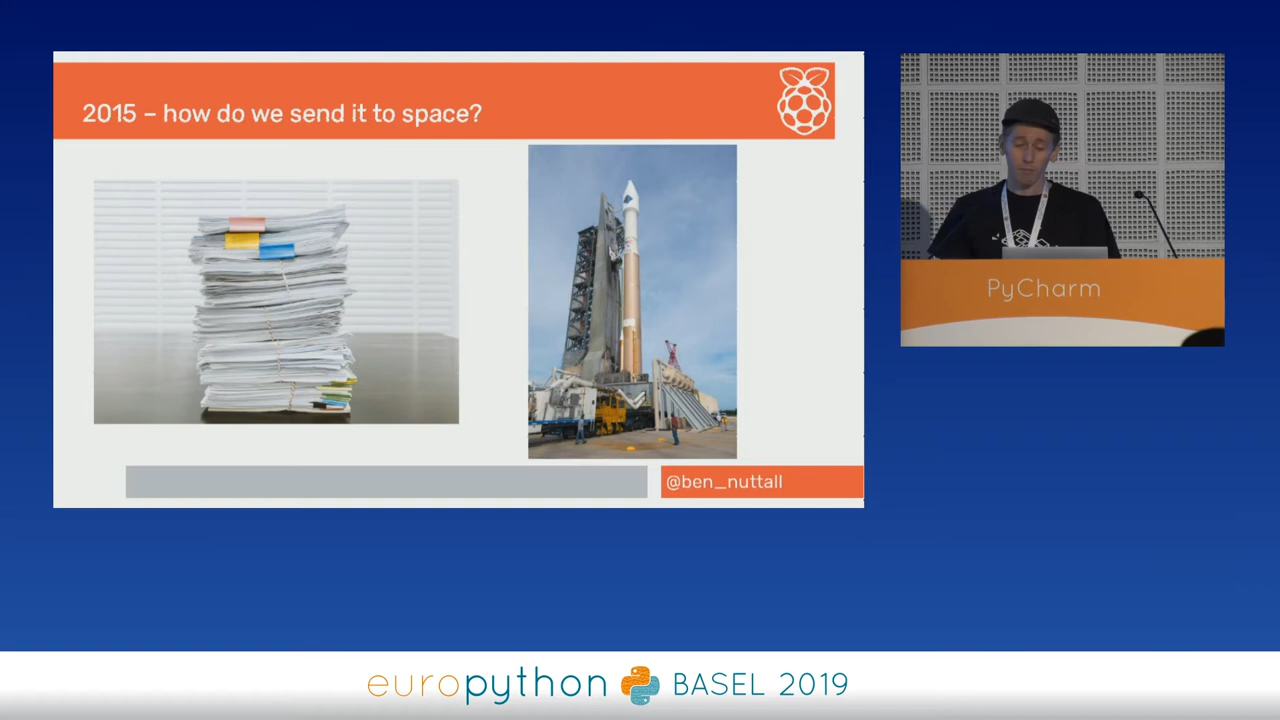 2015 – how do we send it to space?
@ben_nuttall
PyCharm
europython BASEL 2019